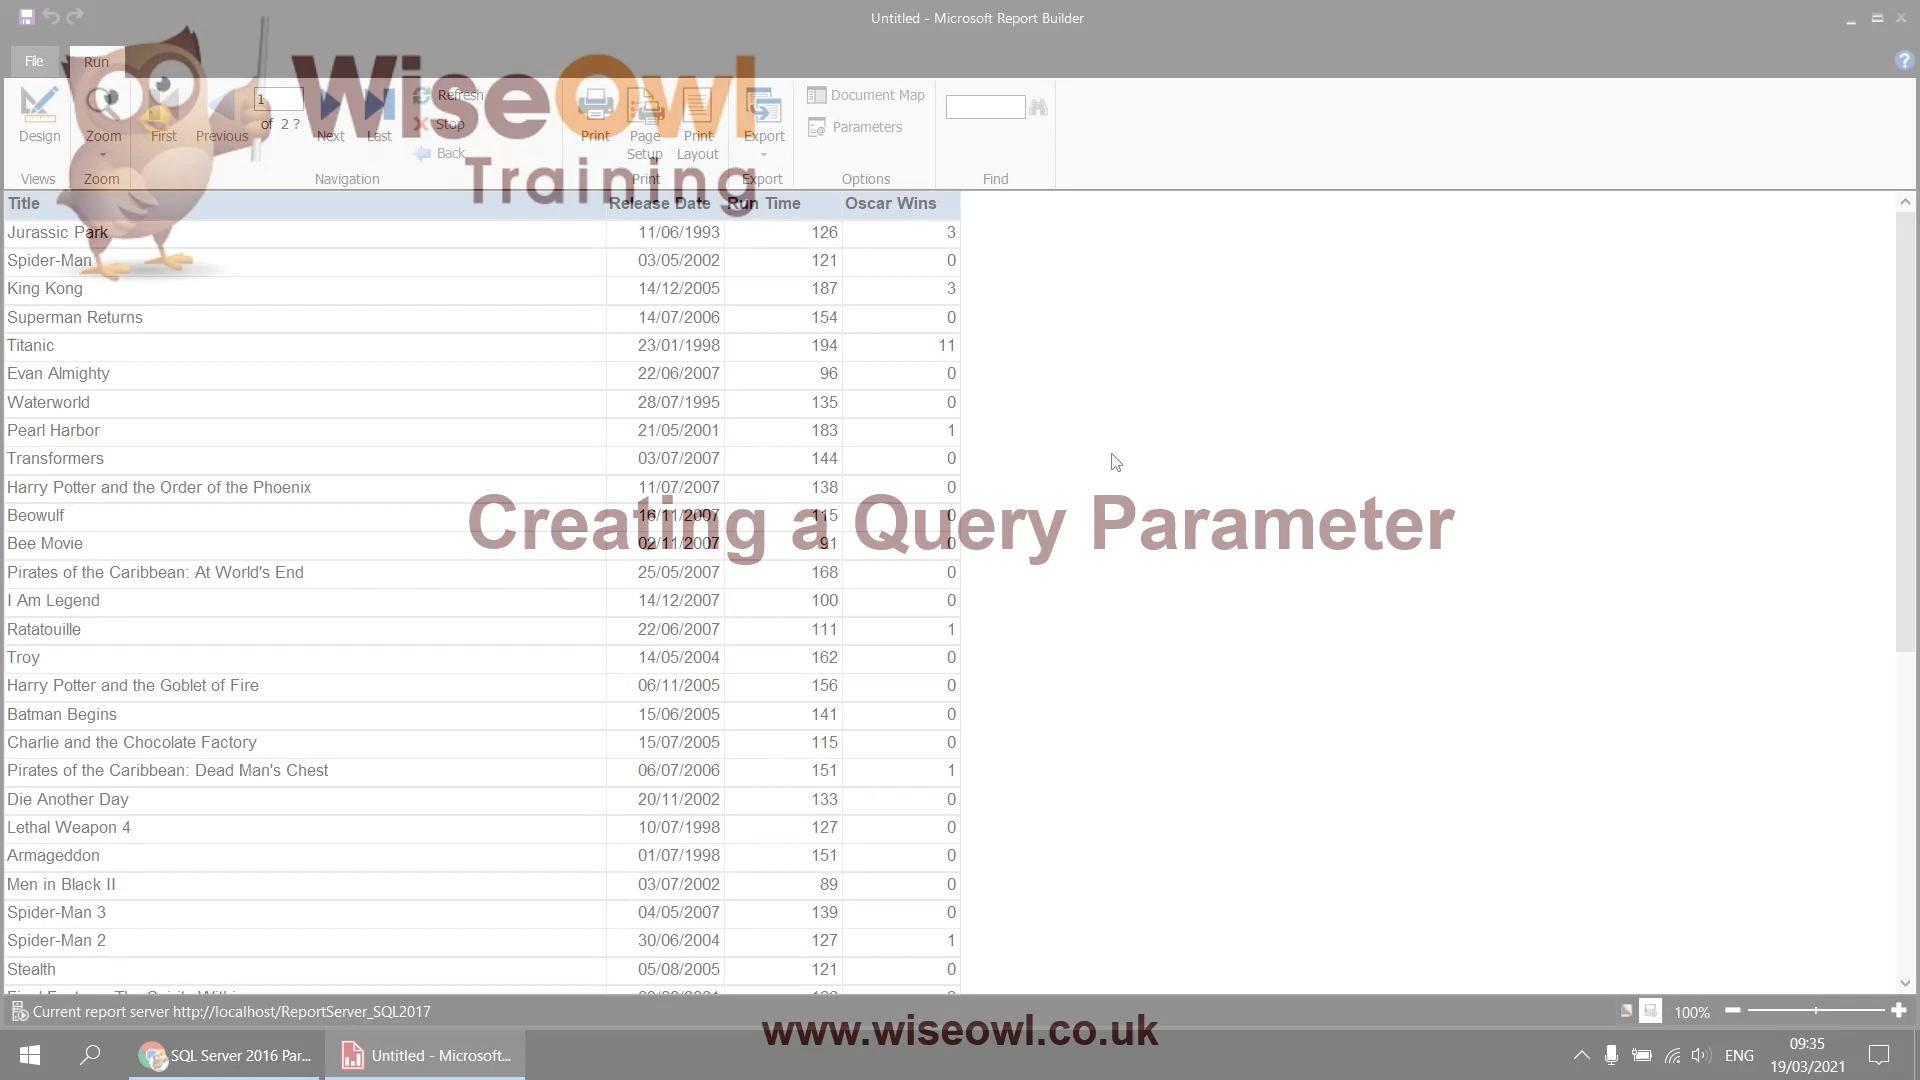 Untitled - Microsoft Report Builder
File
Run
WiseOwl
Training
Design
Zoom
First
Previous
1
of 2 ?
Next
Last
Refresh
Stop
Back
Print
Page Setup
Print Layout
Export
Document Map
Parameters
Views
Zoom
Navigation
Print
Export
Options
Find
Title Release Date Run Time Oscar Wins
Jurassic Park 11/06/1993 126 3
Spider-Man 03/05/2002 121 0
King Kong 14/12/2005 187 3
Superman Returns 14/07/2006 154 0
Titanic 23/01/1998 194 11
Evan Almighty 22/06/2007 96 0
Waterworld 28/07/1995 135 0
Pearl Harbor 21/05/2001 183 1
Transformers 03/07/2007 144 0
Harry Potter and the Order of the Phoenix 11/07/2007 138 0
Beowulf 16/11/2007 115 0
Creating a Query Parameter
Bee Movie 02/11/2007 91 0
Pirates of the Caribbean: At World's End 25/05/2007 168 0
I Am Legend 14/12/2007 100 0
Ratatouille 22/06/2007 111 1
Troy 14/05/2004 162 0
Harry Potter and the Goblet of Fire 06/11/2005 156 0
Batman Begins 15/06/2005 141 0
Charlie and the Chocolate Factory 15/07/2005 115 0
Pirates of the Caribbean: Dead Man's Chest 06/07/2006 151 1
Die Another Day 20/11/2002 133 0
Lethal Weapon 4 10/07/1998 127 0
Armageddon 01/07/1998 151 0
Men in Black II 03/07/2002 89 0
Spider-Man 3 04/05/2007 139 0
Spider-Man 2 30/06/2004 127 1
Stealth 05/08/2005 121 0
Current report server http://localhost/ReportServer_SQL2017
100%
www.wiseowl.co.uk
SQL Server 2016 Par...
Untitled - Microsoft...
ENG
09:35
19/03/2021